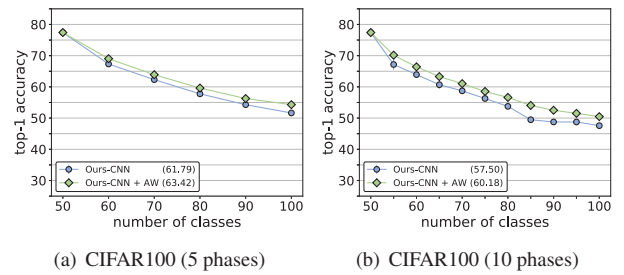 80
70
60
50
40
30
top-1 accuracy
Ours-CNN (61.79)
Ours-CNN + AW (63.42)
50 60 70 80 90 100
number of classes
(a) CIFAR100 (5 phases)
80
70
60
50
40
30
top-1 accuracy
Ours-CNN (57.50)
Ours-CNN + AW (60.18)
50 60 70 80 90 100
number of classes
(b) CIFAR100 (10 phases)